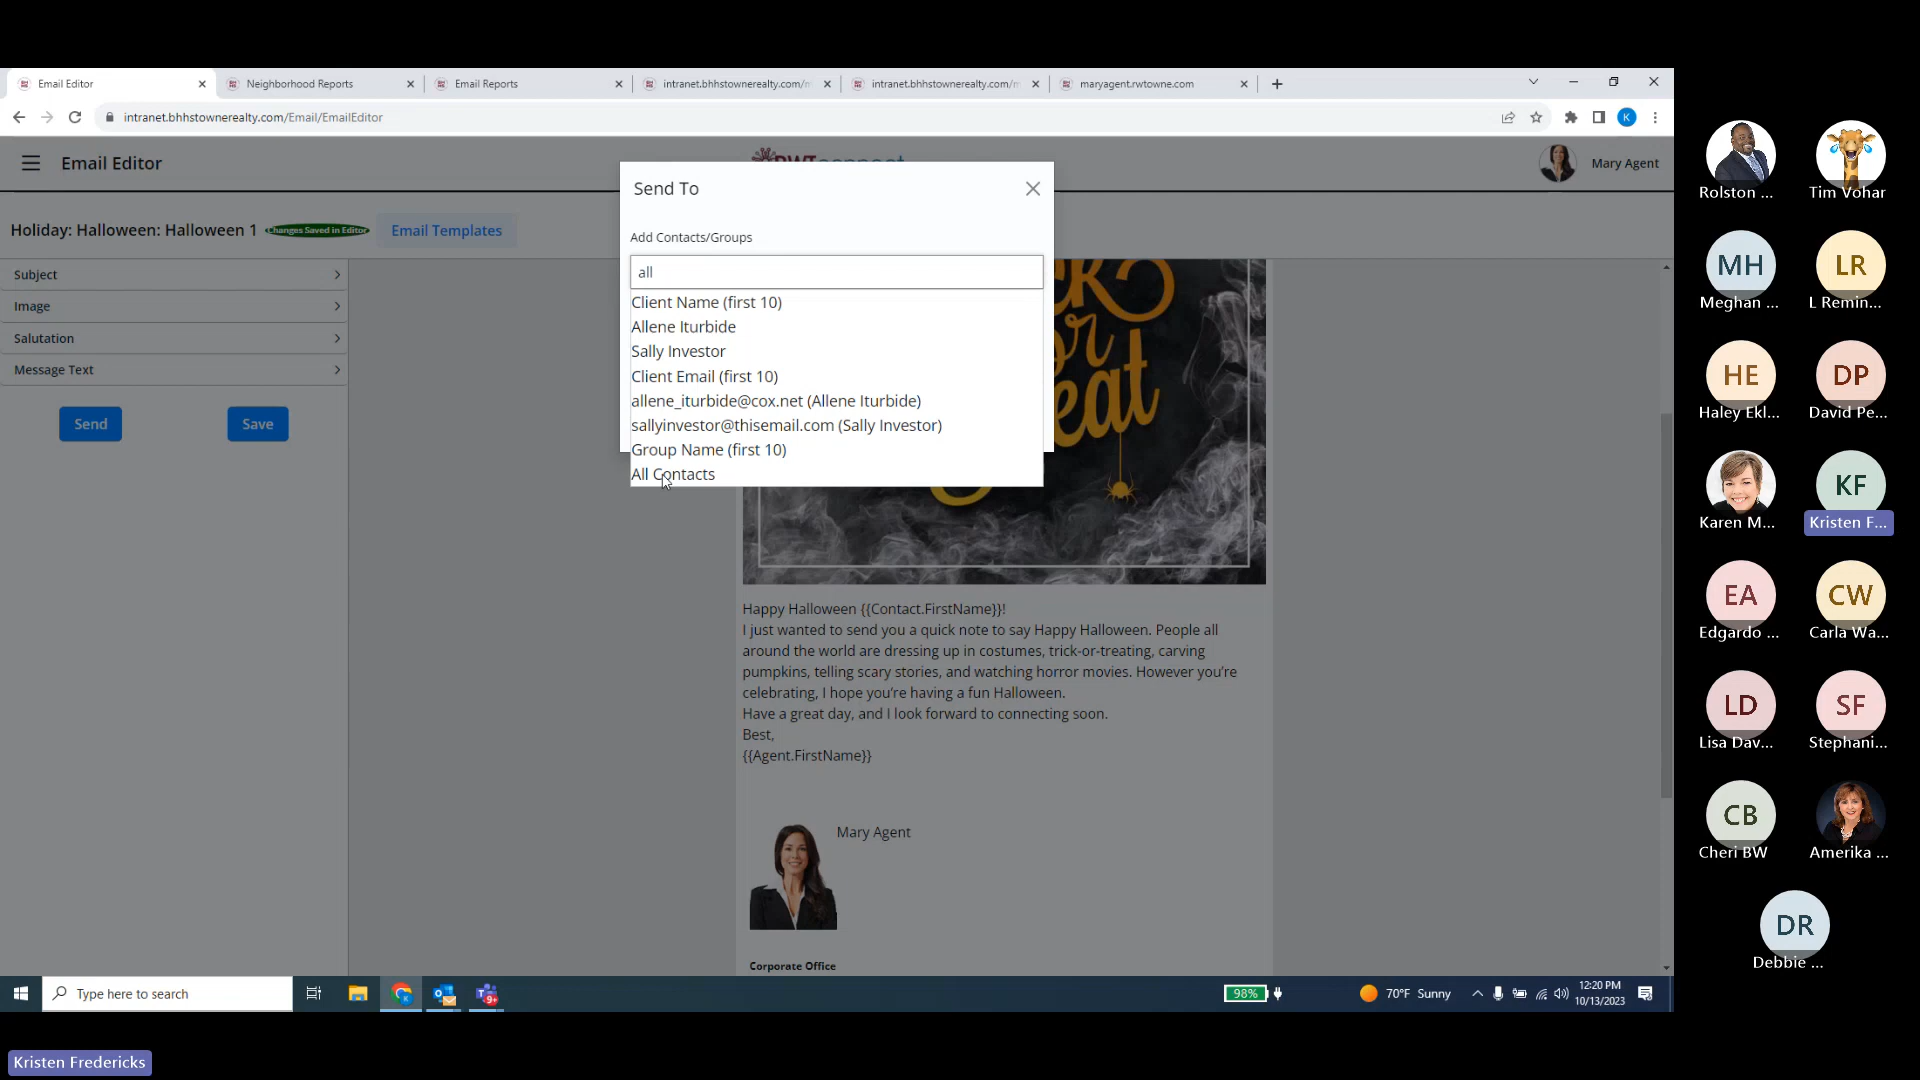 Email Editor
Neighborhood Reports
Email Reports
intranet.bhhstownerealty.com/
intranet.bhhstownerealty.com/
maryagent.rwtowne.com
intranet.bhhstownerealty.com/Email/EmailEditor
K
Email Editor
Mary Agent
Send To
Holiday: Halloween: Halloween 1
Changes Saved in Editor
Email Templates
Add Contacts/Groups
all
Subject
Image
Salutation
Message Text
Send
Save
Client Name (first 10)
Allene Iturbide
Sally Investor
Client Email (first 10)
allene_iturbide@cox.net (Allene Iturbide)
sallyinvestor@thisemail.com (Sally Investor)
Group Name (first 10)
All Contacts
Happy Halloween {{Contact.FirstName}}!
I just wanted to send you a quick note to say Happy Halloween. People all
around the world are dressing up in costumes, trick-or-treating, carving
pumpkins, telling scary stories, and watching horror movies. However you're
celebrating, I hope you're having a fun Halloween.
Have a great day, and I look forward to connecting soon.
Best,
{{Agent.FirstName}}
Mary Agent
Corporate Office
Type here to search
98%
70°F Sunny
12:20 PM
10/13/2023
Rolston ...
Tim Vohar
MH
Meghan ...
LR
L Remin...
HE
Haley Ekl...
DP
David Pe...
Karen M...
KF
Kristen F...
EA
Edgardo ...
CW
Carla Wa...
LD
Lisa Dav...
SF
Stephani...
CB
Cheri BW
Amerika ...
DR
Debbie ...
Kristen Fredericks